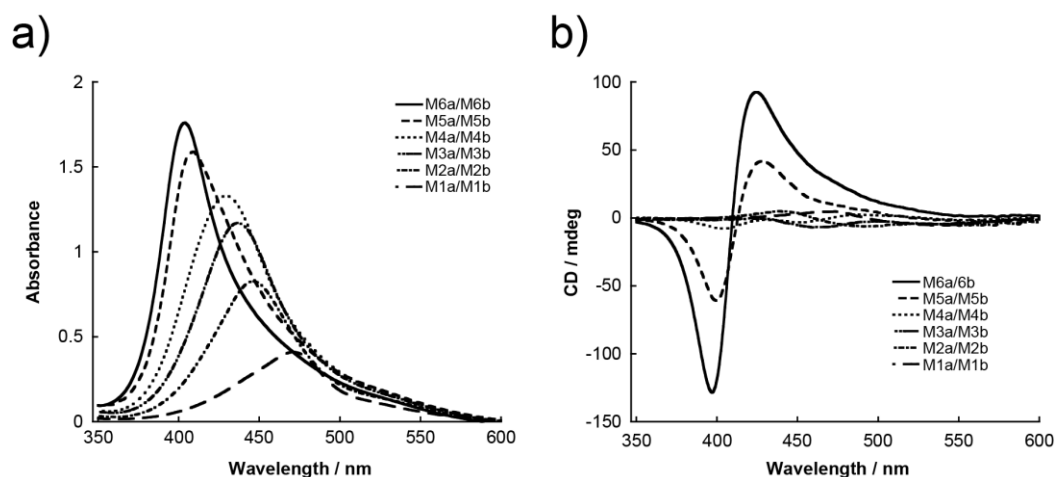 a)
2
1.5
1
0.5
0
350
400
450
500
550
600
Absorbance
Wavelength / nm
M6a/M6b
M5a/M5b
M4a/M4b
M3a/M3b
M2a/M2b
M1a/M1b
b)
100
50
0
-50
-100
-150
350
400
450
500
550
600
CD / mdeg
Wavelength / nm
M6a/6b
M5a/M5b
M4a/M4b
M3a/M3b
M2a/M2b
M1a/M1b